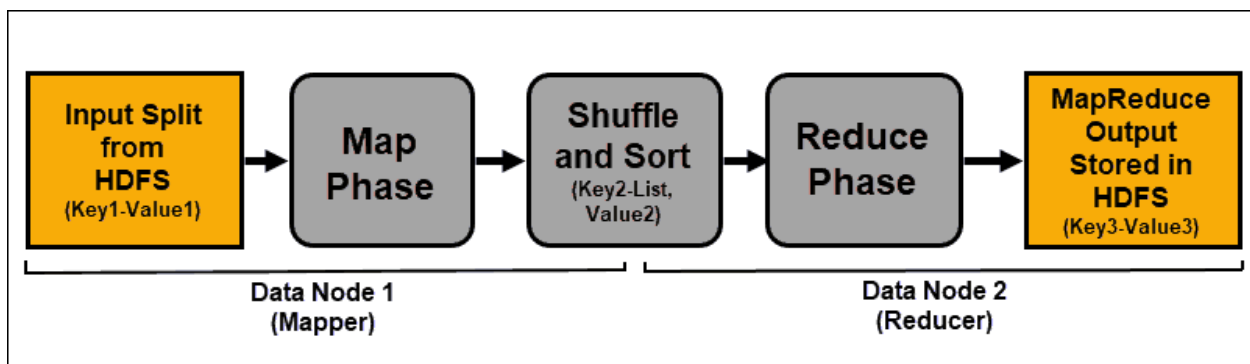 Input Split
from
HDFS
(Key1-Value1)
Map
Phase
Shuffle
and Sort
(Key2-List,
Value2)
Reduce
Phase
MapReduce
Output
Stored in
HDFS
(Key3-Value3)
Data Node 1
(Mapper)
Data Node 2
(Reducer)